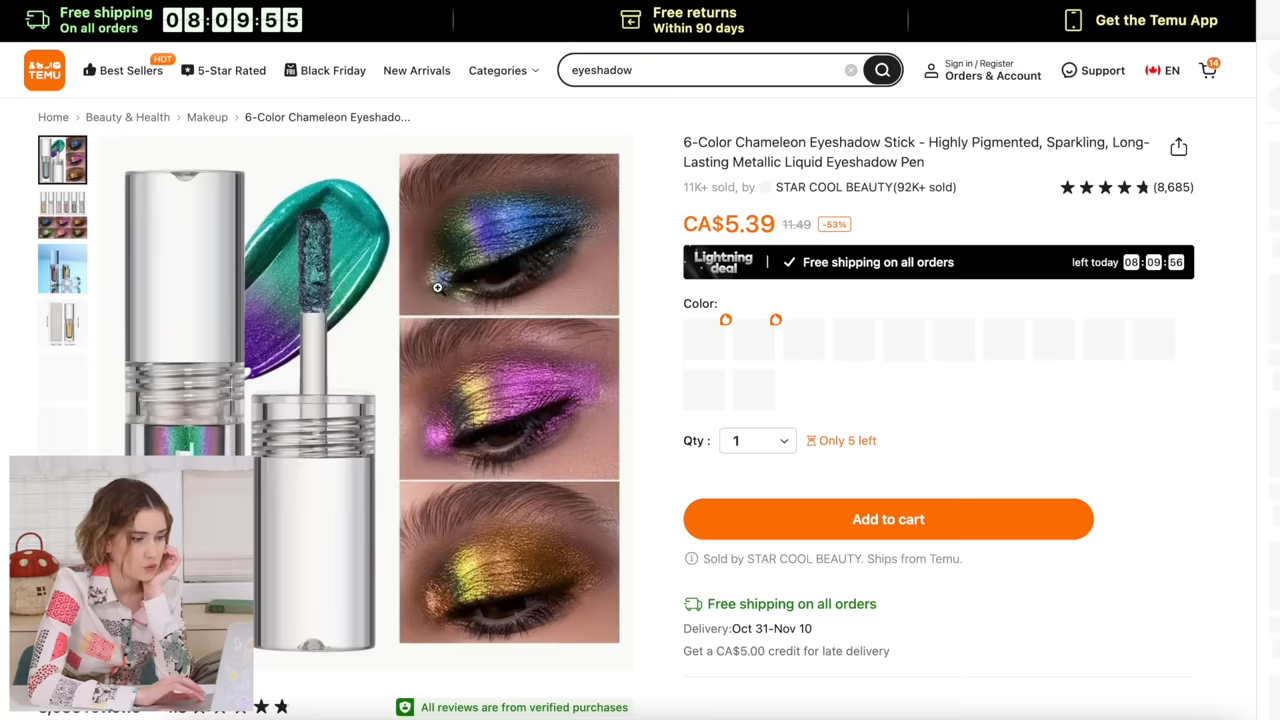 Free shipping
On all orders
08:09:55
Free returns
Within 90 days
Get the Temu App
TEMU
Best Sellers
HOT
5-Star Rated
Black Friday
New Arrivals
Categories
eyeshadow
Sign in / Register
Orders & Account
Support
EN
14
Home › Beauty & Health › Makeup › 6-Color Chameleon Eyeshado...
6-Color Chameleon Eyeshadow Stick - Highly Pigmented, Sparkling, Long-
Lasting Metallic Liquid Eyeshadow Pen
11K+ sold, by STAR COOL BEAUTY(92K+ sold)
(8,685)
CA$5.39 11.49 -53%
Lightning
deal
Free shipping on all orders
left today 08:09:56
Color:
Qty : 1
Only 5 left
Add to cart
Sold by STAR COOL BEAUTY. Ships from Temu.
Free shipping on all orders
Delivery:Oct 31-Nov 10
Get a CA$5.00 credit for late delivery
All reviews are from verified purchases